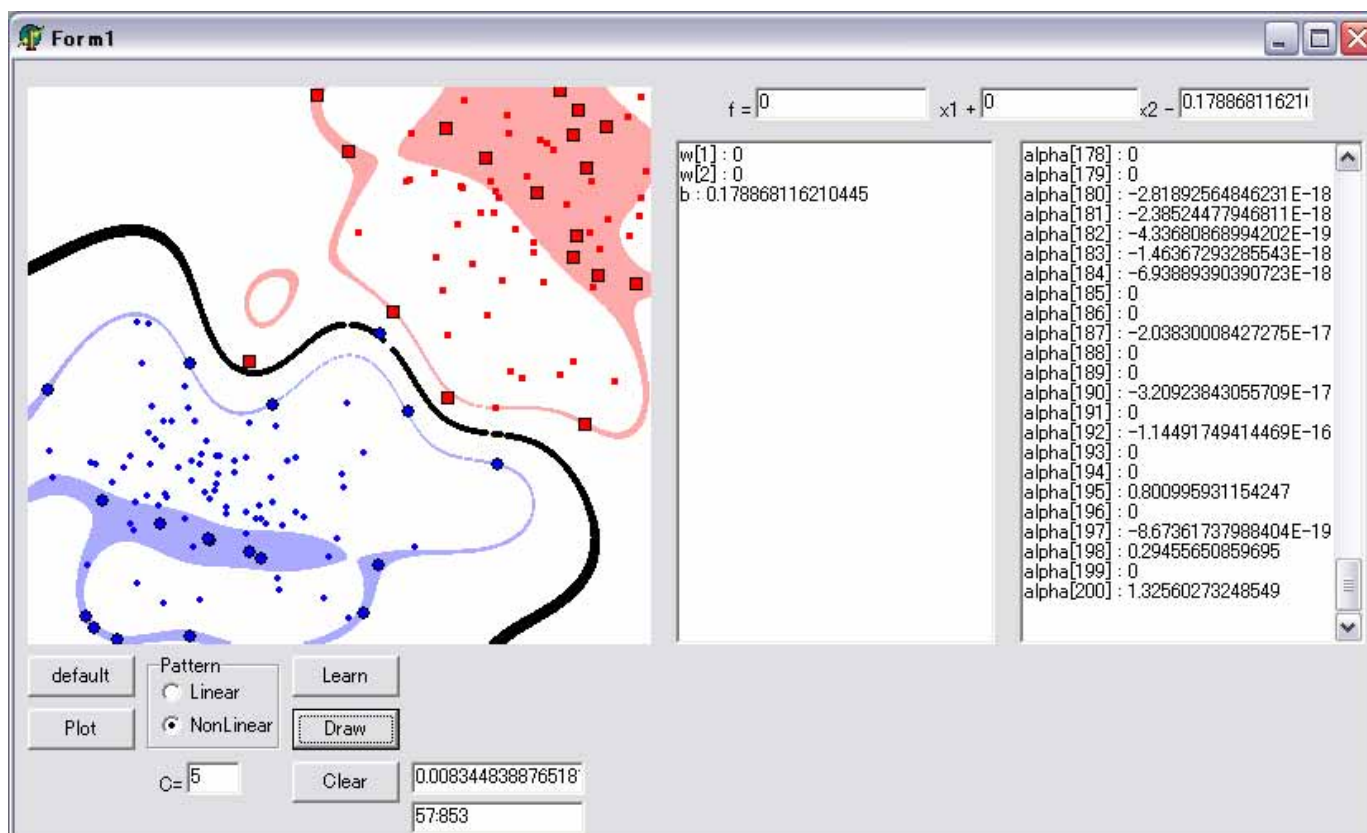 Form1
f = 0 x1 + 0 x2 - 0.178868116210
w[1] : 0
w[2] : 0
b : 0.178868116210445
alpha[178] : 0
alpha[179] : 0
alpha[180] : -2.81892564846231E-18
alpha[181] : -2.38524477946811E-18
alpha[182] : -4.33680868994202E-19
alpha[183] : -1.46367293285543E-18
alpha[184] : -6.93889390390723E-18
alpha[185] : 0
alpha[186] : 0
alpha[187] : -2.03830008427275E-17
alpha[188] : 0
alpha[189] : 0
alpha[190] : -3.20923843055709E-17
alpha[191] : 0
alpha[192] : -1.14491749414469E-16
alpha[193] : 0
alpha[194] : 0
alpha[195] : 0.800995931154247
alpha[196] : 0
alpha[197] : -8.67361737988404E-19
alpha[198] : 0.29455650859695
alpha[199] : 0
alpha[200] : 1.32560273248549
default
Plot
Pattern
Linear
NonLinear
Learn
Draw
C= 5
Clear
0.00834483887651​8
57:853